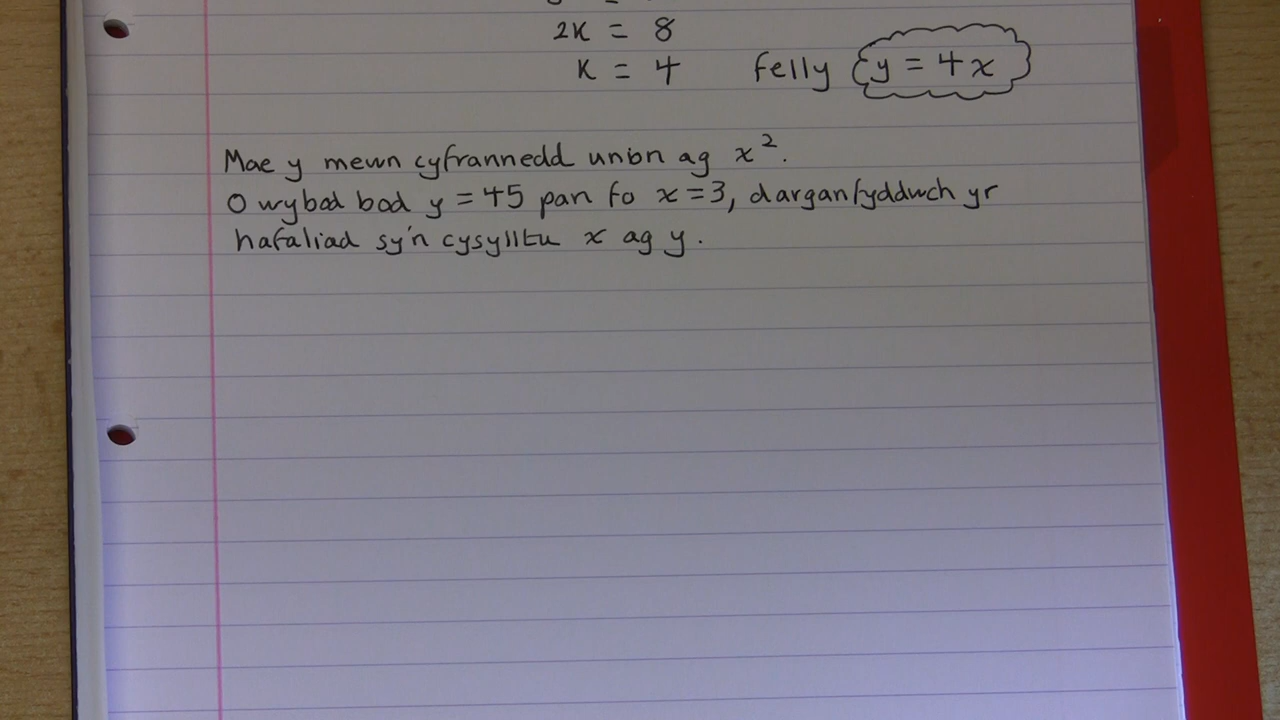 2K = 8
K = 4 felly y = 4x
Mae y mewn cyfrannedd union ag x².
O wybod bod y = 45 pan fo x = 3, darganfyddwch yr
hafaliad sy'n cysylltu x ag y.